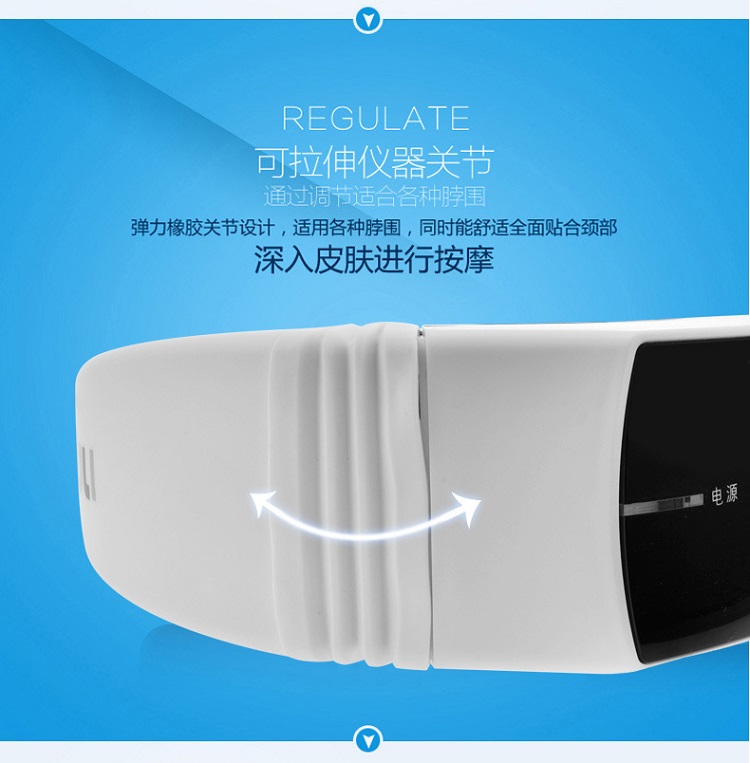 REGULATE
可拉伸仪器关节
通过调节适合各种脖围
弹力橡胶关节设计，适用各种脖围，同时能舒适全面贴合颈部
深入皮肤进行按摩
电源